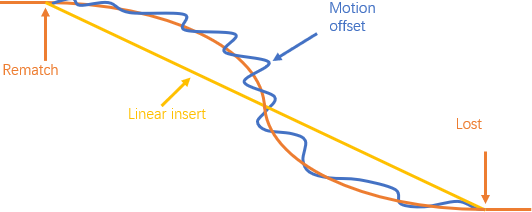 Motion
offset
Rematch
Linear insert
Lost